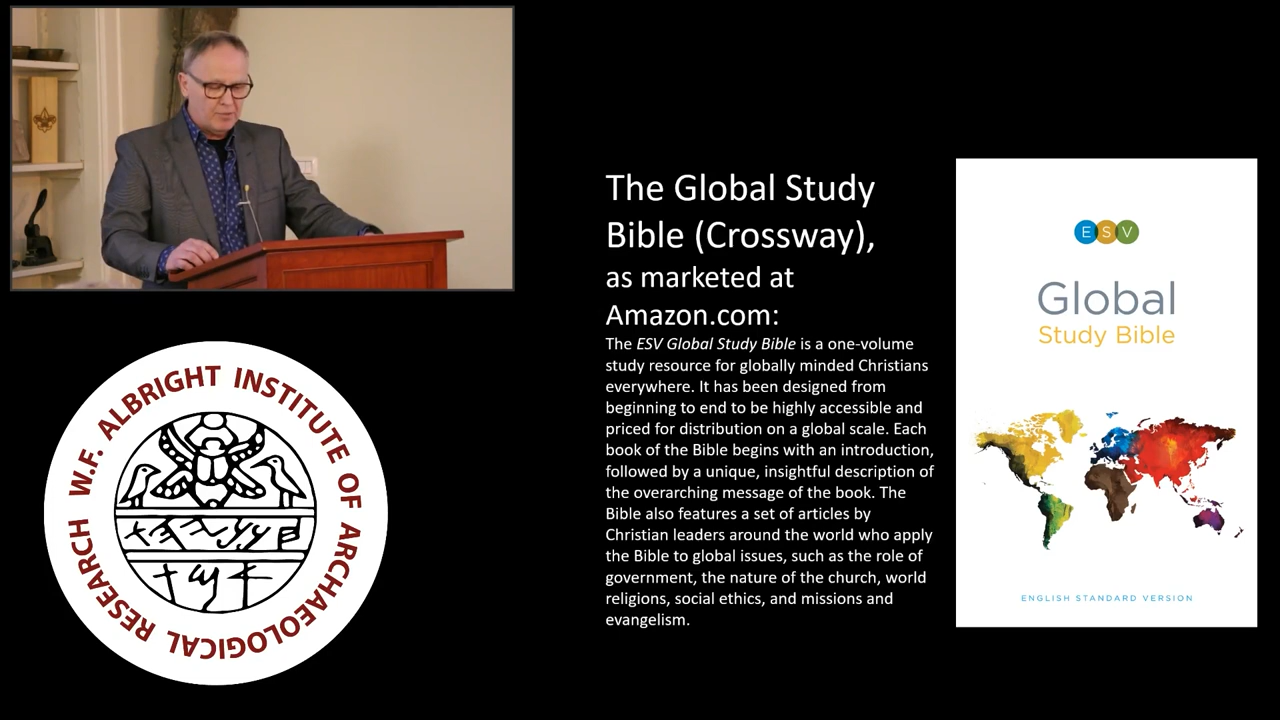 The Global Study
Bible (Crossway),
as marketed at
Amazon.com:
The ESV Global Study Bible is a one-volume
study resource for globally minded Christians
everywhere. It has been designed from
beginning to end to be highly accessible and
priced for distribution on a global scale. Each
book of the Bible begins with an introduction,
followed by a unique, insightful description of
the overarching message of the book. The
Bible also features a set of articles by
Christian leaders around the world who apply
the Bible to global issues, such as the role of
government, the nature of the church, world
religions, social ethics, and missions and
evangelism.
ESV
Global
Study Bible
ENGLISH STANDARD VERSION
W.F. ALBRIGHT INSTITUTE OF ARCHAEOLOGICAL RESEARCH